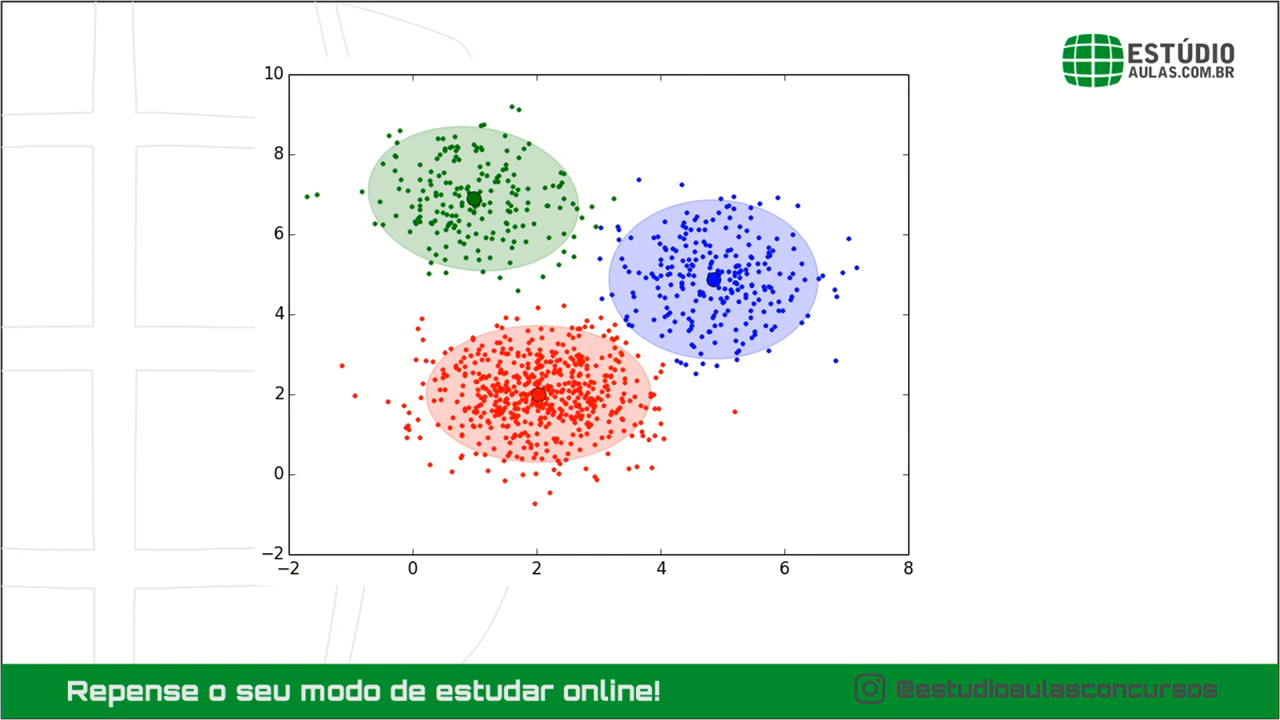 ESTÚDIO
AULAS.COM.BR
10
8
6
4
2
0
−2
−2 0 2 4 6 8
Repense o seu modo de estudar online!
@estudioaulasconcursos